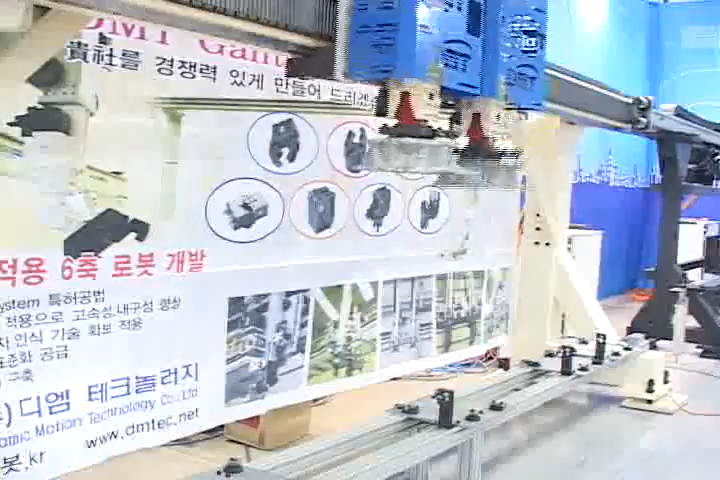 DMT Gant
貴社를 경쟁력 있게 만들어 드리겠
적용 6축 로봇 개발
ystem 특허공법
적용으로 고속성,내구성 향상
인식 기술 확보 적용
표준화 공급
구축
디엠 테크놀러지
amic Motion Technology Co.,Ltd
www.dmtec.net
봇.kr